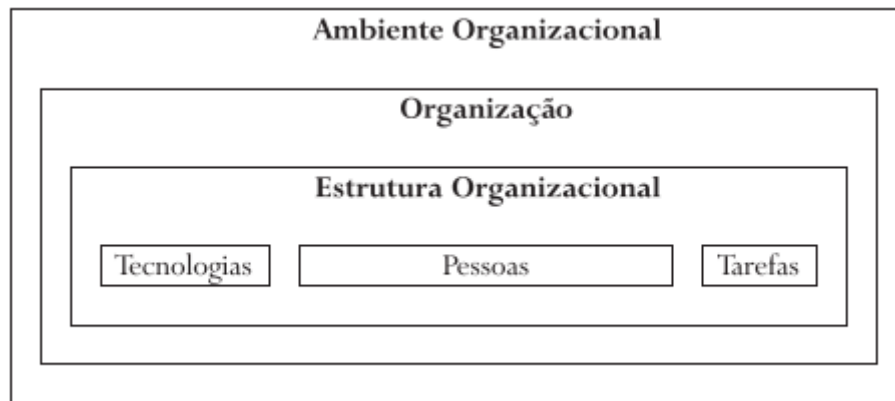 Ambiente Organizacional
Organização
Estrutura Organizacional
Tecnologias Pessoas Tarefas